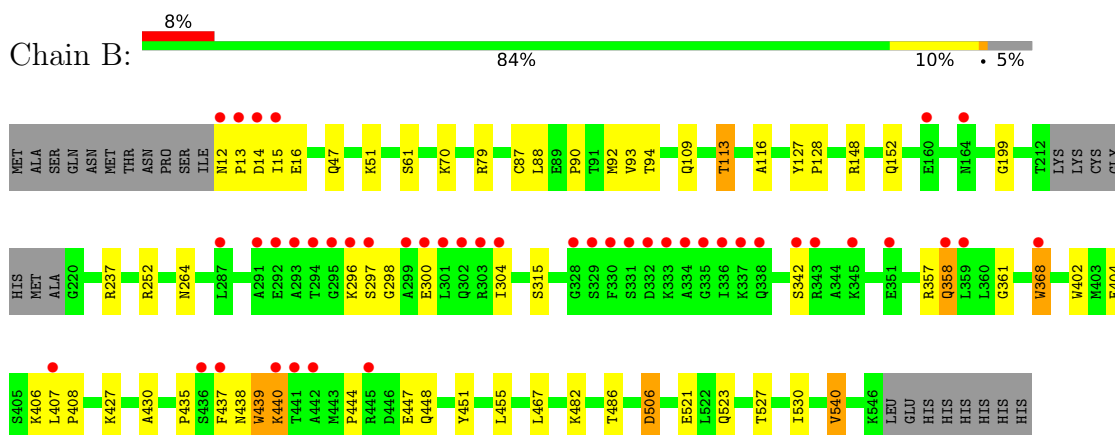 8%
Chain B:
84% 10% • 5%
MET ALA SER GLN ASN MET THR ASN PRO SER ILE N12 P13 D14 I15 E16 Q47 K51 S61 K70 R79 C87 L88 E89 P90 T91 M92 V93 T94 Q109 T113 A116 Y127 P128 R148 Q152 E160 N164 G199 T212 LYS LYS CYS GLY
HIS MET ALA G220 R237 R252 N264 L287 A291 E292 A293 T294 G295 K296 S297 G298 A299 E300 L301 Q302 R303 I304 S315 G328 S329 F330 S331 D332 K333 A334 G335 I336 K337 Q338 S342 R343 A344 K345 E351 R357 Q358 L359 L360 G361 W368 W402 M403 E404
S405 K406 L407 P408 K427 A430 P435 S436 F437 N438 W439 K440 T441 A442 M443 P444 R445 D446 E447 Q448 Y451 L455 L467 K482 T486 D506 E521 L522 Q523 T527 I530 V540 K546 LEU GLU HIS HIS HIS HIS HIS HIS